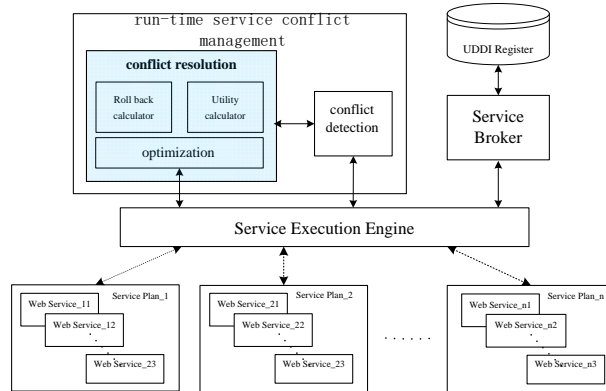 run-time service conflict
management
conflict resolution
Roll back
calculator
Utility
calculator
optimization
conflict
detection
UDDI Register
Service
Broker
Service Execution Engine
Service Plan_1
Web Service_11
Web Service_12
. . . . .
Web Service_23
Service Plan_2
Web Service_21
Web Service_22
. . . . .
Web Service_23
. . . . . .
Service Plan_n
Web Service_n1
Web Service_n2
. . . . .
Web Service_n3